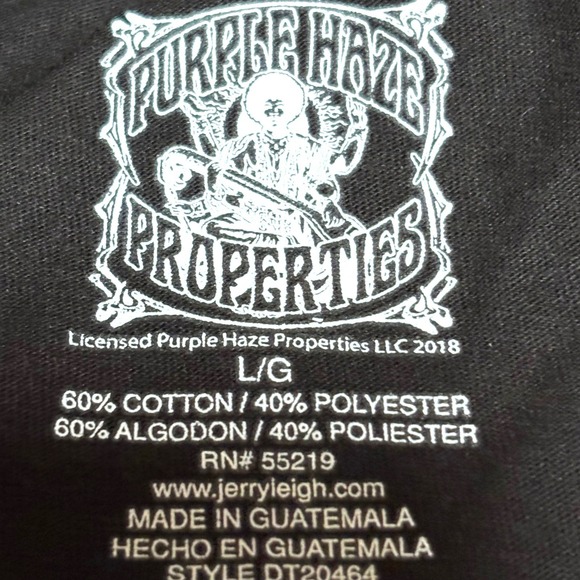 PURPLE HAZE
PROPERTIES
Licensed Purple Haze Properties LLC 2018
L/G
60% COTTON / 40% POLYESTER
60% ALGODON / 40% POLIESTER
RN# 55219
www.jerryleigh.com
MADE IN GUATEMALA
HECHO EN GUATEMALA
STYLE DT20464